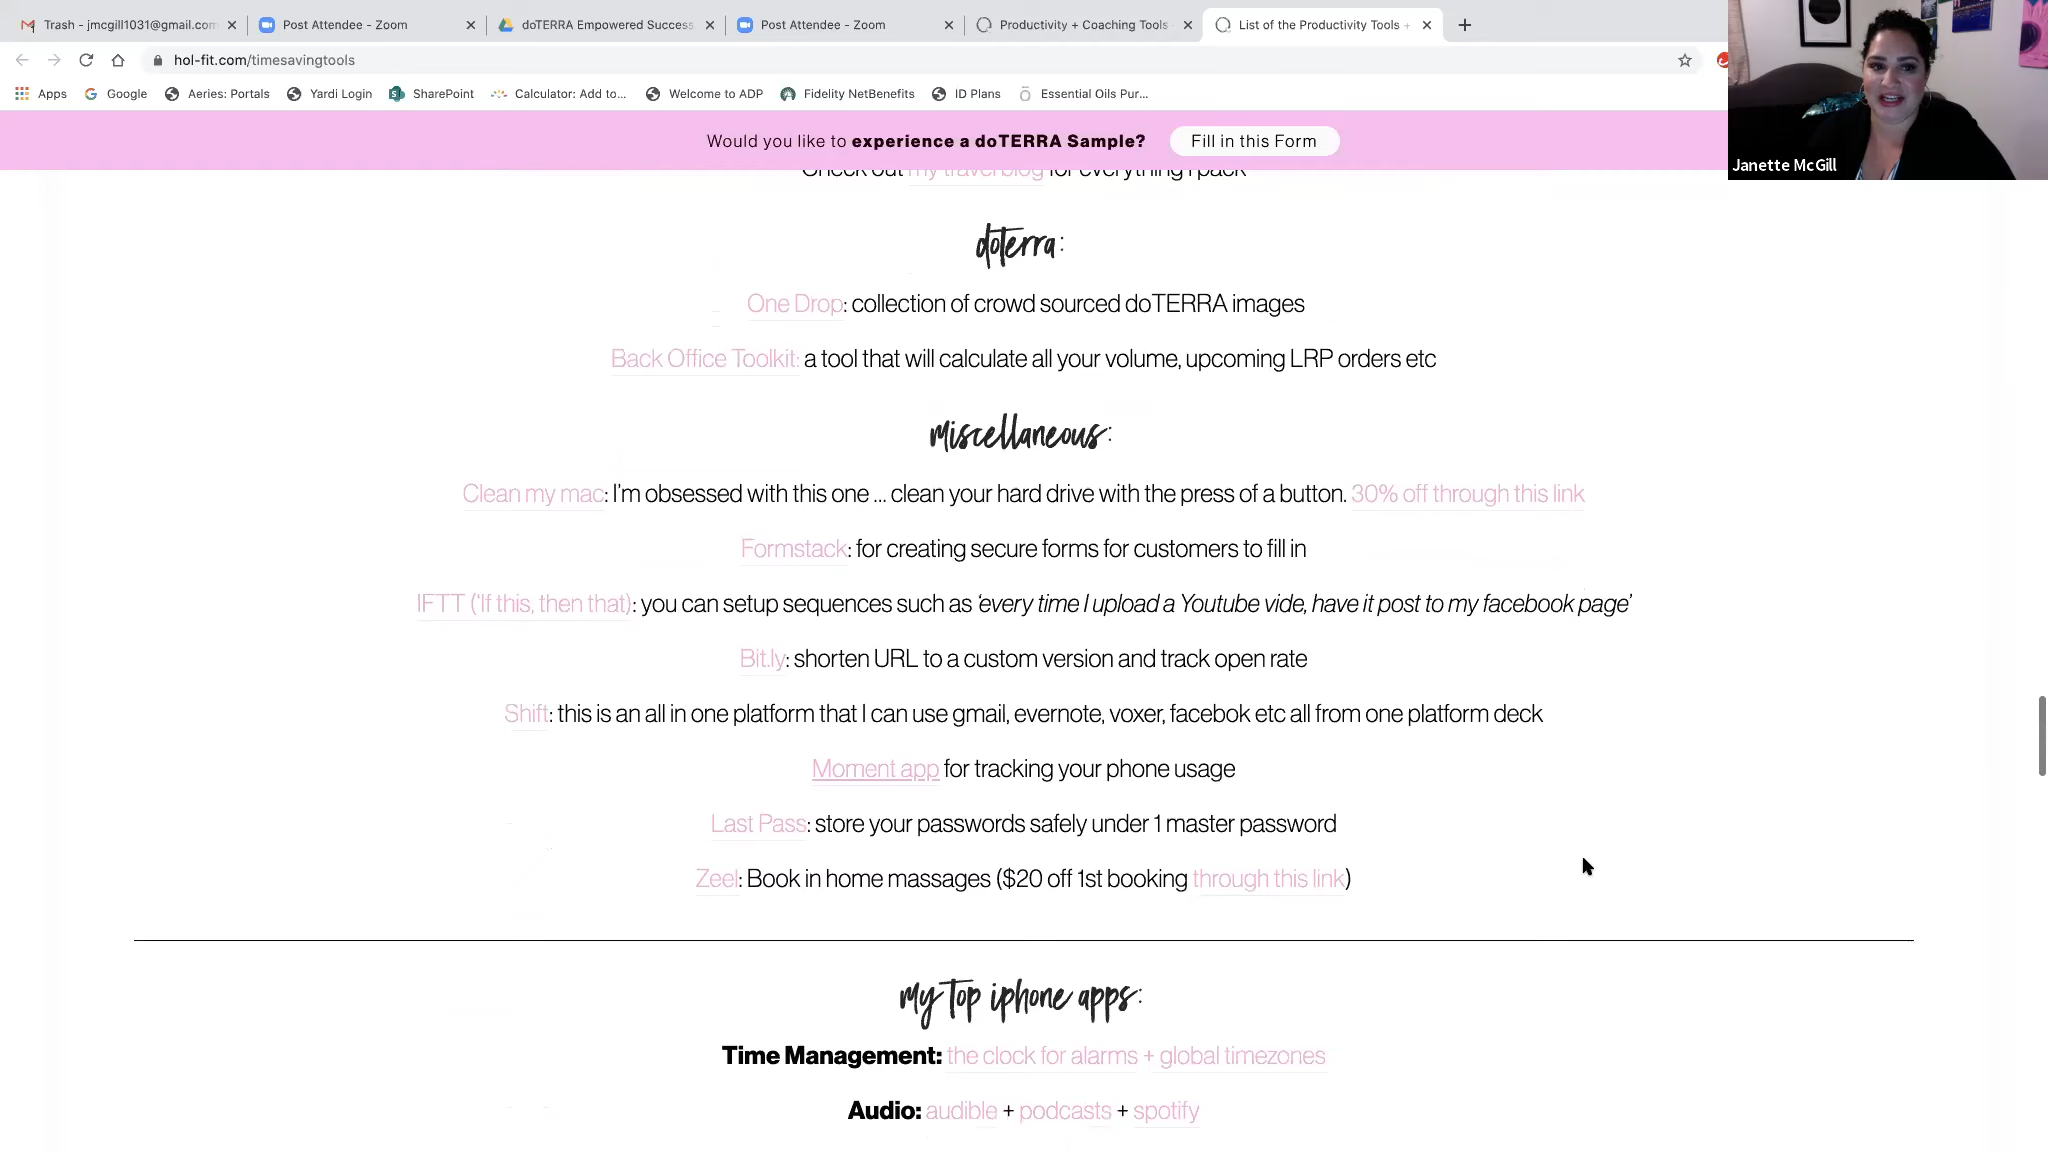 Trash - jmcgill1031@gmail.com
Post Attendee - Zoom
doTERRA Empowered Success
Post Attendee - Zoom
Productivity + Coaching Tools
List of the Productivity Tools +
hol-fit.com/timesavingtools
Apps
Google
Aeries: Portals
Yardi Login
SharePoint
Calculator: Add to...
Welcome to ADP
Fidelity NetBenefits
ID Plans
Essential Oils Pur...
Would you like to experience a doTERRA Sample?
Fill in this Form
Janette McGill
Check out my travel blog for everything I pack
doterra:
One Drop: collection of crowd sourced doTERRA images
Back Office Toolkit: a tool that will calculate all your volume, upcoming LRP orders etc
miscellaneous:
Clean my mac: I'm obsessed with this one ... clean your hard drive with the press of a button. 30% off through this link
Formstack: for creating secure forms for customers to fill in
IFTT ('If this, then that): you can setup sequences such as 'every time I upload a Youtube vide, have it post to my facebook page'
Bit.ly: shorten URL to a custom version and track open rate
Shift: this is an all in one platform that I can use gmail, evernote, voxer, facebok etc all from one platform deck
Moment app for tracking your phone usage
Last Pass: store your passwords safely under 1 master password
Zeel: Book in home massages ($20 off 1st booking through this link)
my top iphone apps:
Time Management: the clock for alarms + global timezones
Audio: audible + podcasts + spotify